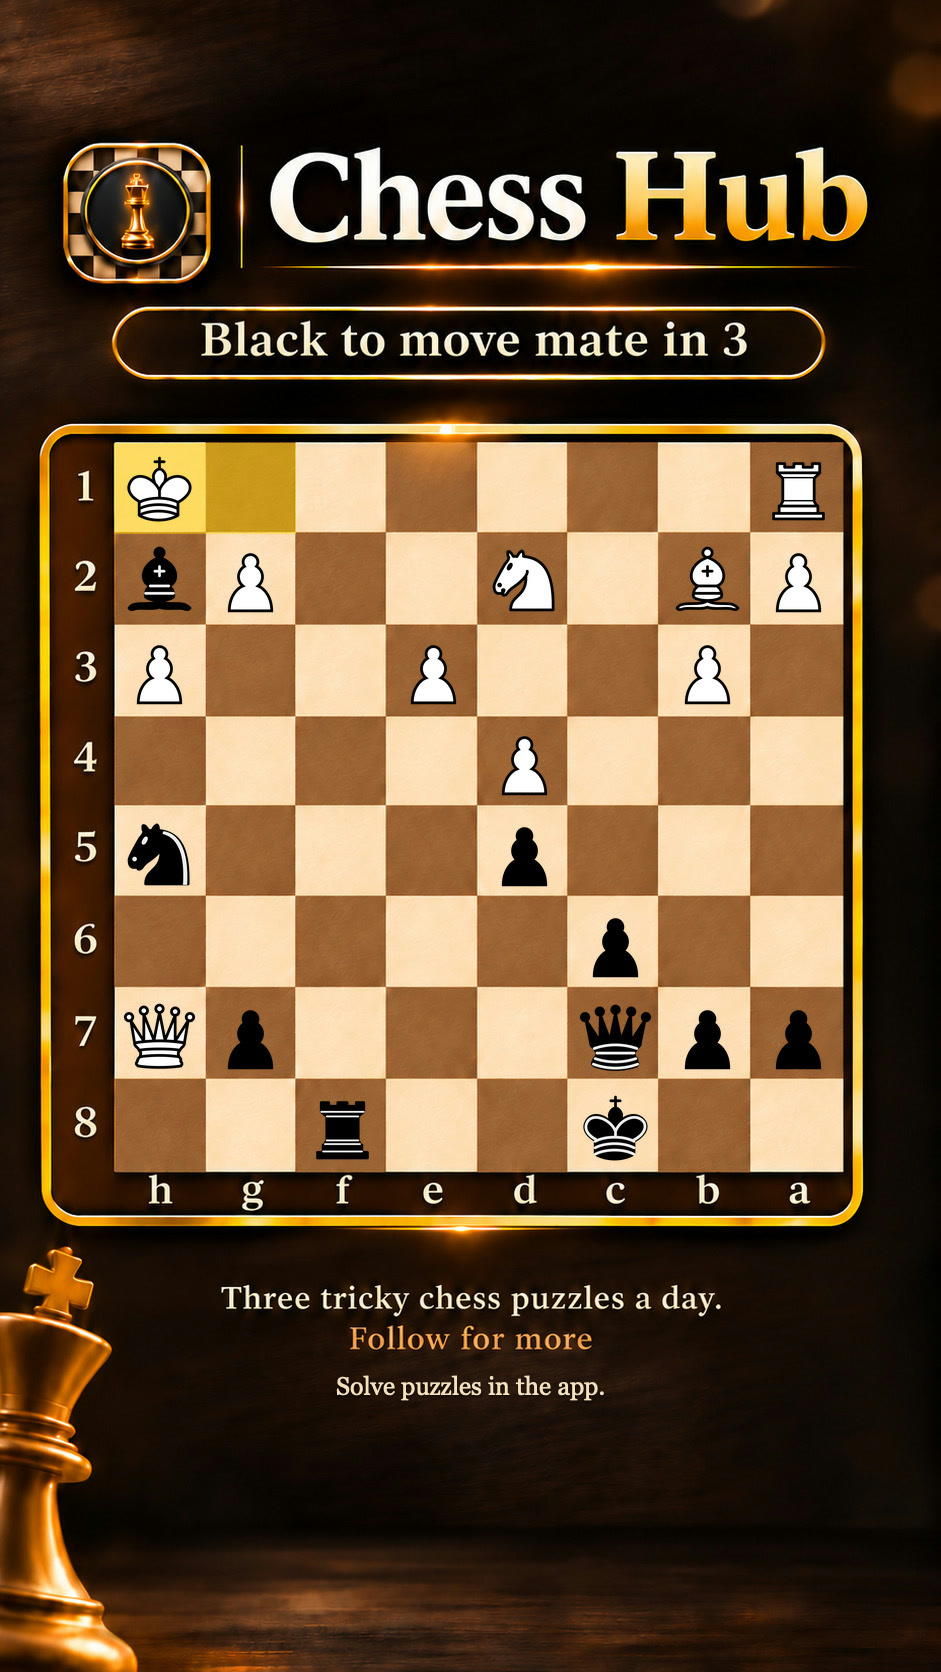 Chess Hub
Black to move mate in 3
1
2
3
4
5
6
7
8
h g f e d c b a
Three tricky chess puzzles a day.
Follow for more
Solve puzzles in the app.